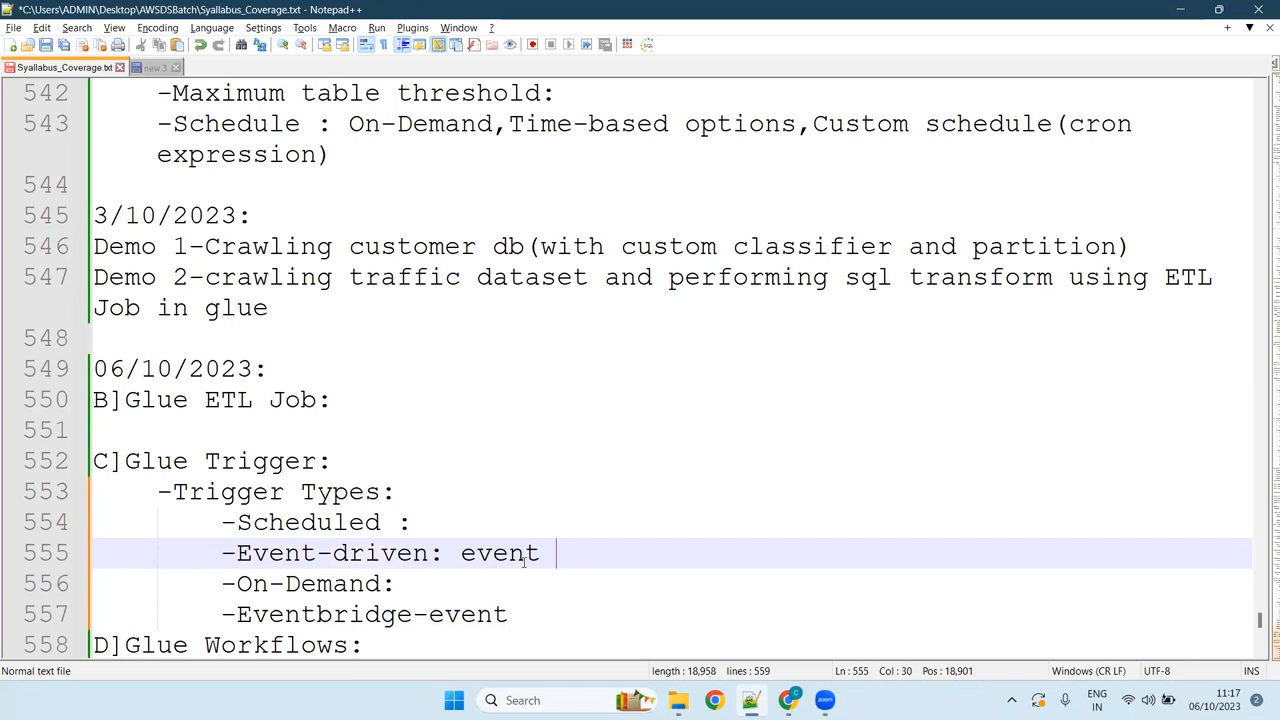 *C:\Users\ADMIN\Desktop\AWSDSBatch\Syallabus_Coverage.txt - Notepad++
File Edit Search View Encoding Language Settings Tools Macro Run Plugins Window ?
Syallabus_Coverage.txt new 3
542 -Maximum table threshold:
543 -Schedule : On-Demand,Time-based options,Custom schedule(cron
expression)
544
545 3/10/2023:
546 Demo 1-Crawling customer db(with custom classifier and partition)
547 Demo 2-crawling traffic dataset and performing sql transform using ETL
Job in glue
548
549 06/10/2023:
550 B]Glue ETL Job:
551
552 C]Glue Trigger:
553 -Trigger Types:
554 -Scheduled :
555 -Event-driven: event
556 -On-Demand:
557 -Eventbridge-event
558 D]Glue Workflows:
Normal text file length : 18,958 lines : 559 Ln : 555 Col : 30 Pos : 18,901 Windows (CR LF) UTF-8 INS
Search ENG 11:17
IN 06/10/2023 2